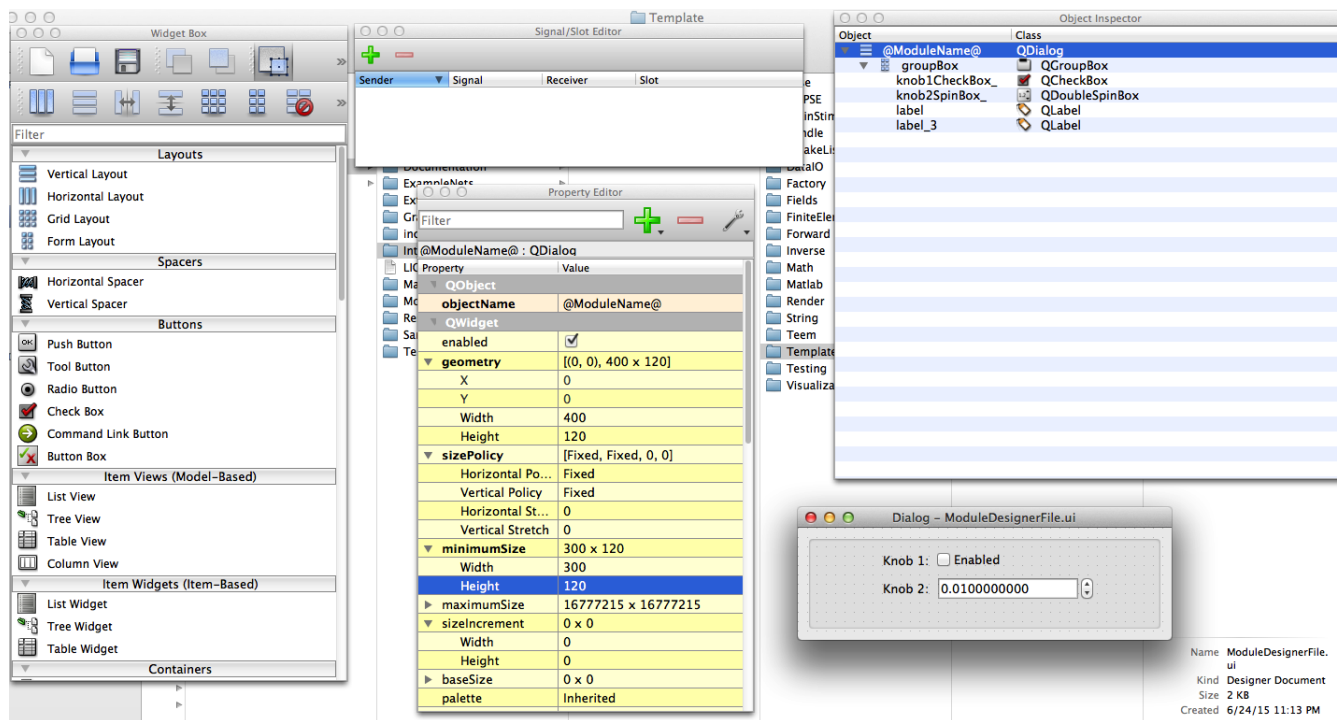 Template
Widget Box
Filter
Layouts
Vertical Layout
Horizontal Layout
Grid Layout
Form Layout
Spacers
Horizontal Spacer
Vertical Spacer
Buttons
OK Push Button
Tool Button
Radio Button
Check Box
Command Link Button
Button Box
Item Views (Model-Based)
List View
Tree View
Table View
Column View
Item Widgets (Item-Based)
List Widget
Tree Widget
Table Widget
Containers
Signal/Slot Editor
Sender Signal Receiver Slot
Documentation
ExampleNets
Property Editor
Filter
@ModuleName@ : QDialog
Property Value
QObject
objectName @ModuleName@
QWidget
enabled
geometry [(0, 0), 400 x 120]
X 0
Y 0
Width 400
Height 120
sizePolicy [Fixed, Fixed, 0, 0]
Horizontal Po... Fixed
Vertical Policy Fixed
Horizontal St... 0
Vertical Stretch 0
minimumSize 300 x 120
Width 300
Height 120
maximumSize 16777215 x 16777215
sizeIncrement 0 x 0
Width 0
Height 0
baseSize 0 x 0
palette Inherited
DataIO
Factory
Fields
FiniteEle
Forward
Inverse
Math
Matlab
Render
String
Teem
Template
Testing
Visualiza
Object Inspector
Object Class
@ModuleName@ QDialog
groupBox QGroupBox
knob1CheckBox_ QCheckBox
knob2SpinBox_ QDoubleSpinBox
label QLabel
label_3 QLabel
Dialog – ModuleDesignerFile.ui
Knob 1: Enabled
Knob 2: 0.0100000000
Name ModuleDesignerFile.
ui
Kind Designer Document
Size 2 KB
Created 6/24/15 11:13 PM